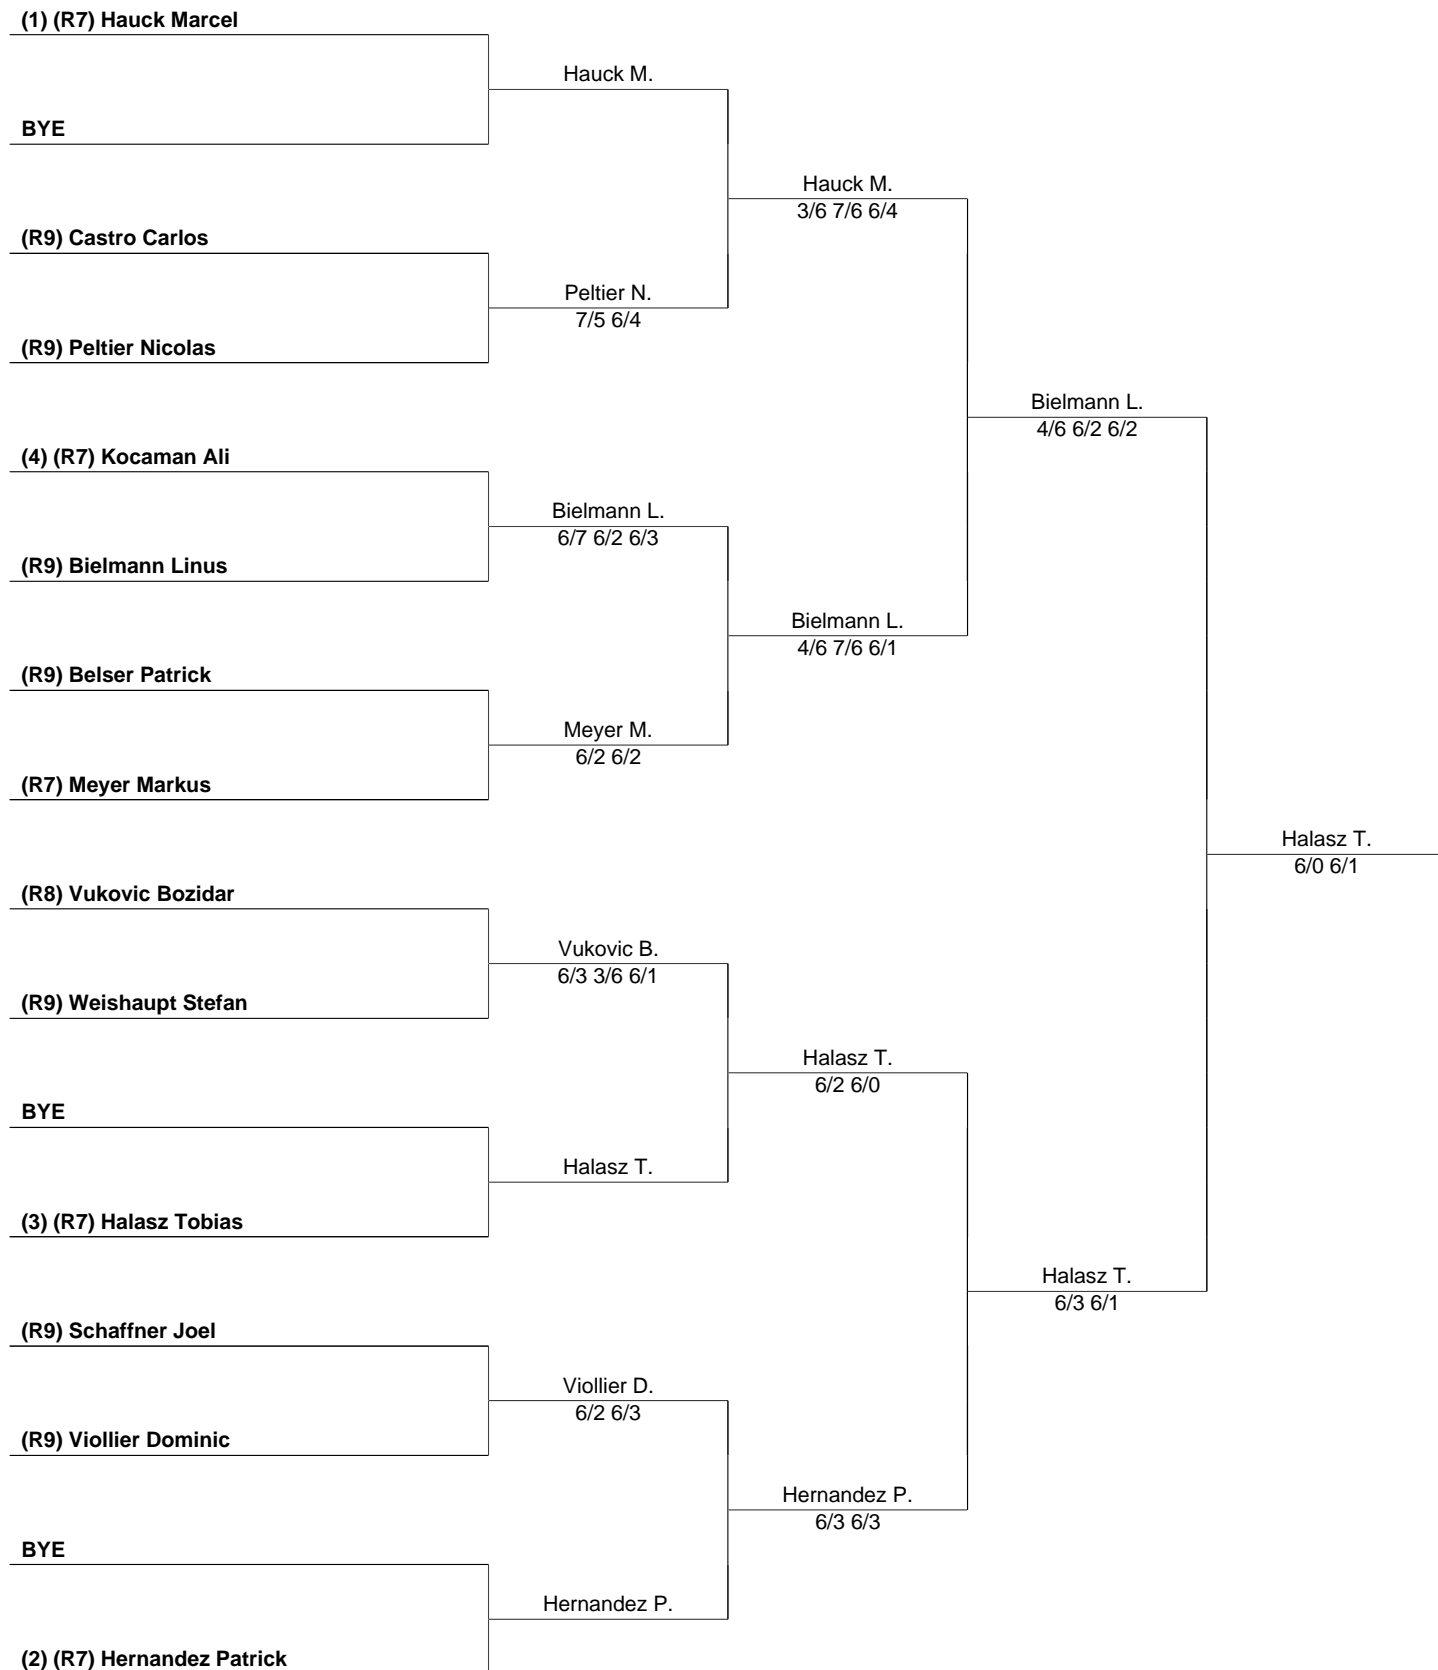 (1) (R7) Hauck Marcel
Hauck M.
BYE
Hauck M.
3/6 7/6 6/4
(R9) Castro Carlos
Peltier N.
7/5 6/4
(R9) Peltier Nicolas
Bielmann L.
4/6 6/2 6/2
(4) (R7) Kocaman Ali
Bielmann L.
6/7 6/2 6/3
(R9) Bielmann Linus
Bielmann L.
4/6 7/6 6/1
(R9) Belser Patrick
Meyer M.
6/2 6/2
(R7) Meyer Markus
Halasz T.
6/0 6/1
(R8) Vukovic Bozidar
Vukovic B.
6/3 3/6 6/1
(R9) Weishaupt Stefan
Halasz T.
6/2 6/0
BYE
Halasz T.
(3) (R7) Halasz Tobias
Halasz T.
6/3 6/1
(R9) Schaffner Joel
Viollier D.
6/2 6/3
(R9) Viollier Dominic
Hernandez P.
6/3 6/3
BYE
Hernandez P.
(2) (R7) Hernandez Patrick